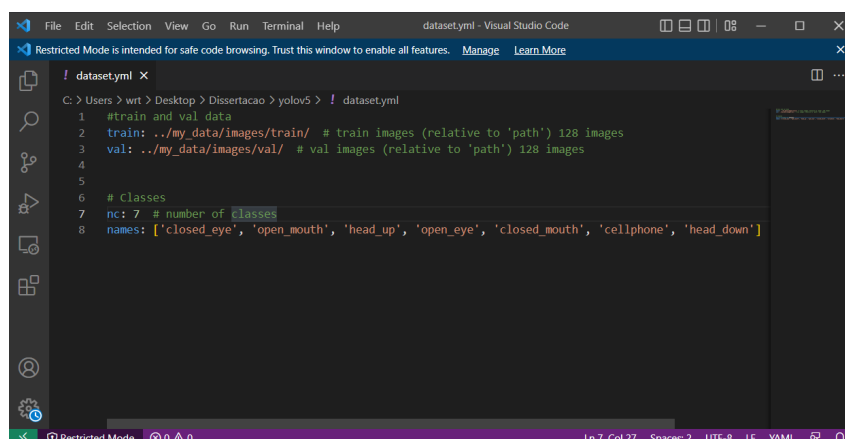 File Edit Selection View Go Run Terminal Help dataset.yml - Visual Studio Code
Restricted Mode is intended for safe code browsing. Trust this window to enable all features. Manage Learn More
! dataset.yml
C: > Users > wrt > Desktop > Dissertacao > yolov5 > ! dataset.yml
1 #train and val data
2 train: ../my_data/images/train/ # train images (relative to 'path') 128 images
3 val: ../my_data/images/val/ # val images (relative to 'path') 128 images
4
5
6 # Classes
7 nc: 7 # number of classes
8 names: ['closed_eye', 'open_mouth', 'head_up', 'open_eye', 'closed_mouth', 'cellphone', 'head_down']
Restricted Mode 0 0 Ln 7, Col 27 Spaces: 2 UTF-8 LF YAML